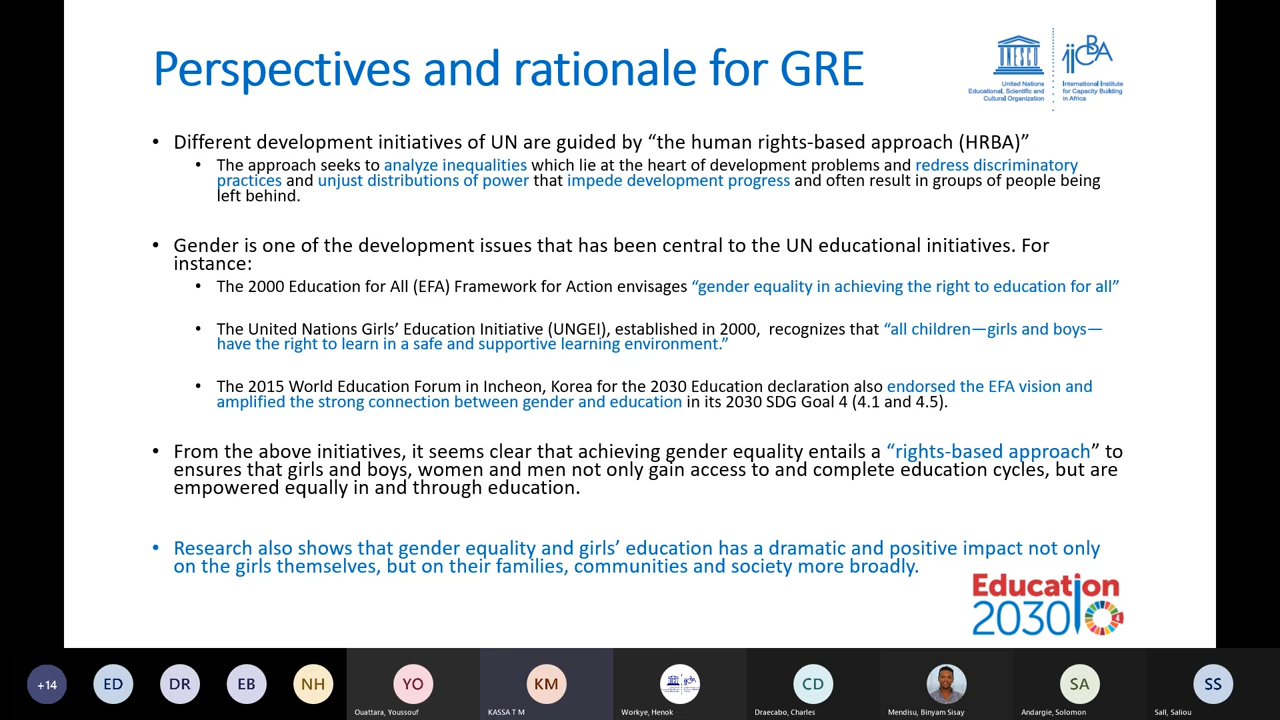 Perspectives and rationale for GRE
UNESCO
United Nations
Educational, Scientific and
Cultural Organization
iicBA
International Institute
for Capacity Building
in Africa
• Different development initiatives of UN are guided by “the human rights-based approach (HRBA)”
• The approach seeks to analyze inequalities which lie at the heart of development problems and redress discriminatory
practices and unjust distributions of power that impede development progress and often result in groups of people being
left behind.
• Gender is one of the development issues that has been central to the UN educational initiatives. For
instance:
• The 2000 Education for All (EFA) Framework for Action envisages “gender equality in achieving the right to education for all”
• The United Nations Girls’ Education Initiative (UNGEI), established in 2000, recognizes that “all children—girls and boys—
have the right to learn in a safe and supportive learning environment.”
• The 2015 World Education Forum in Incheon, Korea for the 2030 Education declaration also endorsed the EFA vision and
amplified the strong connection between gender and education in its 2030 SDG Goal 4 (4.1 and 4.5).
• From the above initiatives, it seems clear that achieving gender equality entails a “rights-based approach” to
ensures that girls and boys, women and men not only gain access to and complete education cycles, but are
empowered equally in and through education.
• Research also shows that gender equality and girls’ education has a dramatic and positive impact not only
on the girls themselves, but on their families, communities and society more broadly.
Education
2030
+14
ED
DR
EB
NH
YO
KM
CD
SA
SS
Ouattara, Youssouf
KASSA T M
Workye, Henok
Draecabo, Charles
Mendisu, Binyam Sisay
Andargie, Solomon
Sall, Saliou